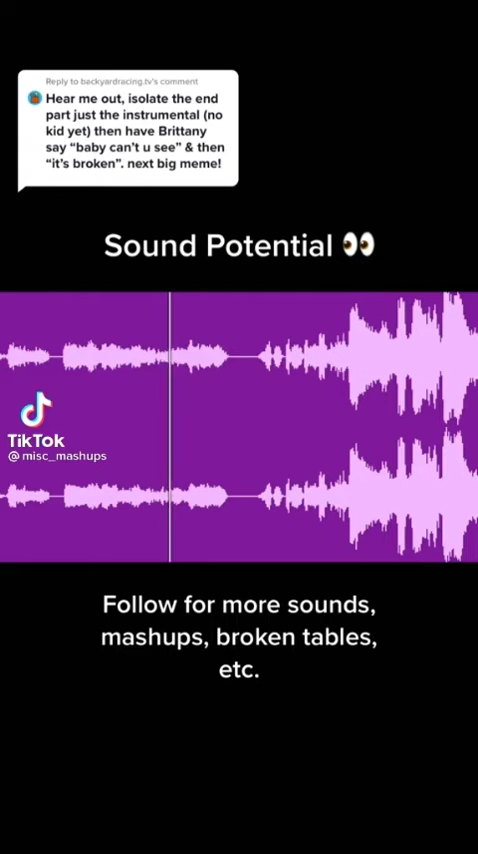 Reply to backyardracing.tv's comment
Hear me out, isolate the end
part just the instrumental (no
kid yet) then have Brittany
say “baby can’t u see” & then
“it’s broken”. next big meme!
Sound Potential 👀
TikTok
@misc_mashups
Follow for more sounds,
mashups, broken tables,
etc.